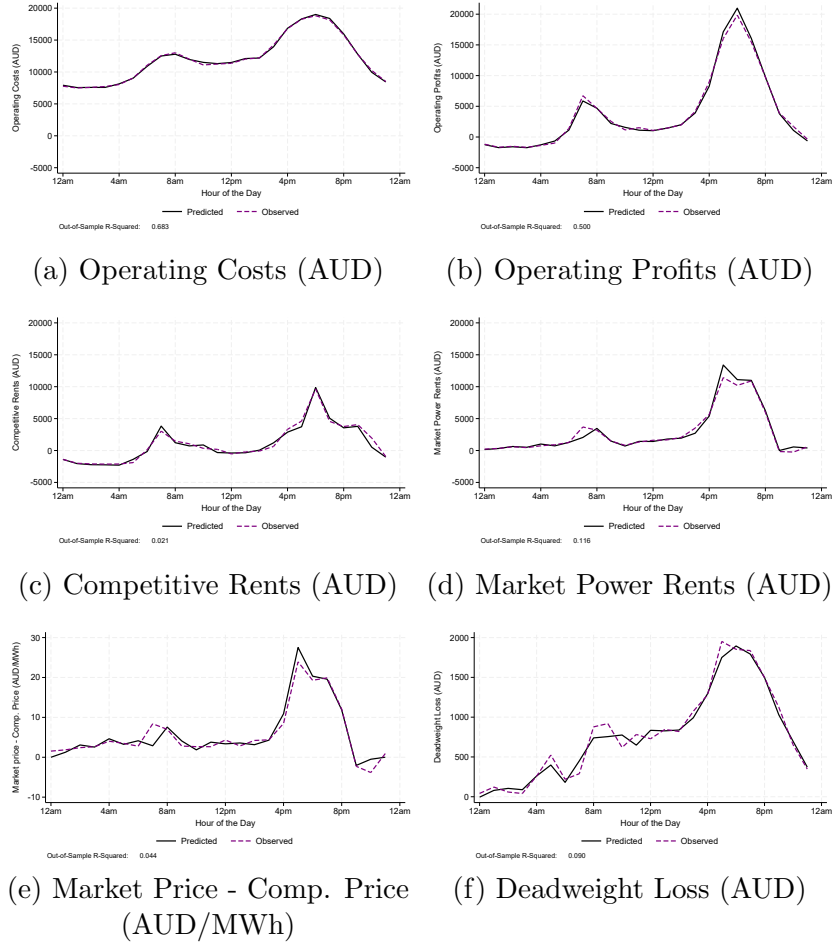 20000
15000
10000
5000
0
-5000
Operating Costs (AUD)
12am 4am 8am 12pm 4pm 8pm 12am
Hour of the Day
Predicted Observed
Out-of-Sample R-Squared: 0.683
(a) Operating Costs (AUD)
20000
15000
10000
5000
0
-5000
Operating Profits (AUD)
12am 4am 8am 12pm 4pm 8pm 12am
Hour of the Day
Predicted Observed
Out-of-Sample R-Squared: 0.500
(b) Operating Profits (AUD)
20000
15000
10000
5000
0
-5000
Competitive Rents (AUD)
12am 4am 8am 12pm 4pm 8pm 12am
Hour of the Day
Predicted Observed
Out-of-Sample R-Squared: 0.021
(c) Competitive Rents (AUD)
20000
15000
10000
5000
0
-5000
Market Power Rents (AUD)
12am 4am 8am 12pm 4pm 8pm 12am
Hour of the Day
Predicted Observed
Out-of-Sample R-Squared: 0.116
(d) Market Power Rents (AUD)
30
20
10
0
-10
Market price - Comp. Price (AUD/MWh)
12am 4am 8am 12pm 4pm 8pm 12am
Hour of the Day
Predicted Observed
Out-of-Sample R-Squared: 0.044
(e) Market Price - Comp. Price
(AUD/MWh)
2000
1500
1000
500
0
Deadweight Loss (AUD)
12am 4am 8am 12pm 4pm 8pm 12am
Hour of the Day
Predicted Observed
Out-of-Sample R-Squared: 0.090
(f) Deadweight Loss (AUD)